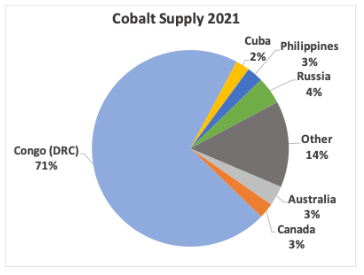 Cobalt Supply 2021
Cuba
2%
Philippines
3%
Russia
4%
Other
14%
Australia
3%
Canada
3%
Congo (DRC)
71%